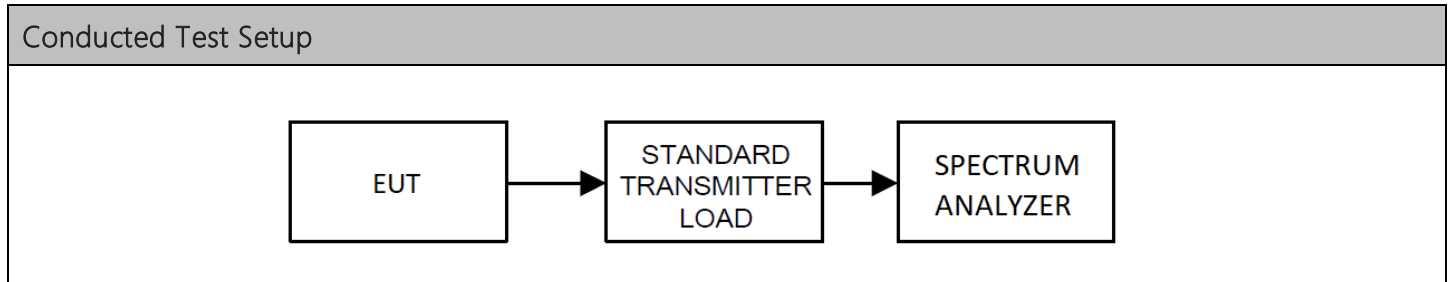 Conducted Test Setup
EUT
STANDARD
TRANSMITTER
LOAD
SPECTRUM
ANALYZER